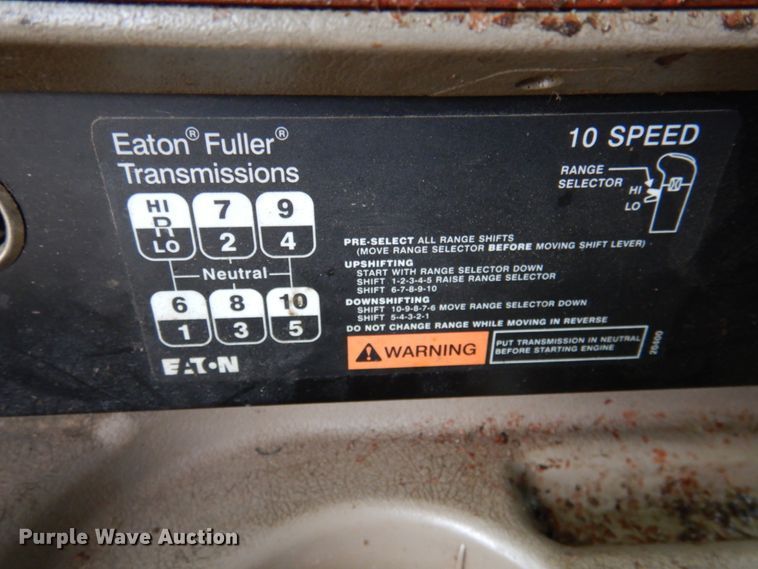 Eaton® Fuller®
Transmissions
10 SPEED
RANGE
SELECTOR
HI
LO
HI
R
LO
7
2
9
4
Neutral
6
1
8
3
10
5
PRE-SELECT ALL RANGE SHIFTS
(MOVE RANGE SELECTOR BEFORE MOVING SHIFT LEVER)
UPSHIFTING
START WITH RANGE SELECTOR DOWN
SHIFT 1-2-3-4-5 RAISE RANGE SELECTOR
SHIFT 6-7-8-9-10
DOWNSHIFTING
SHIFT 10-9-8-7-6 MOVE RANGE SELECTOR DOWN
SHIFT 5-4-3-2-1
DO NOT CHANGE RANGE WHILE MOVING IN REVERSE
WARNING
PUT TRANSMISSION IN NEUTRAL
BEFORE STARTING ENGINE
20400
EATON
Purple Wave Auction